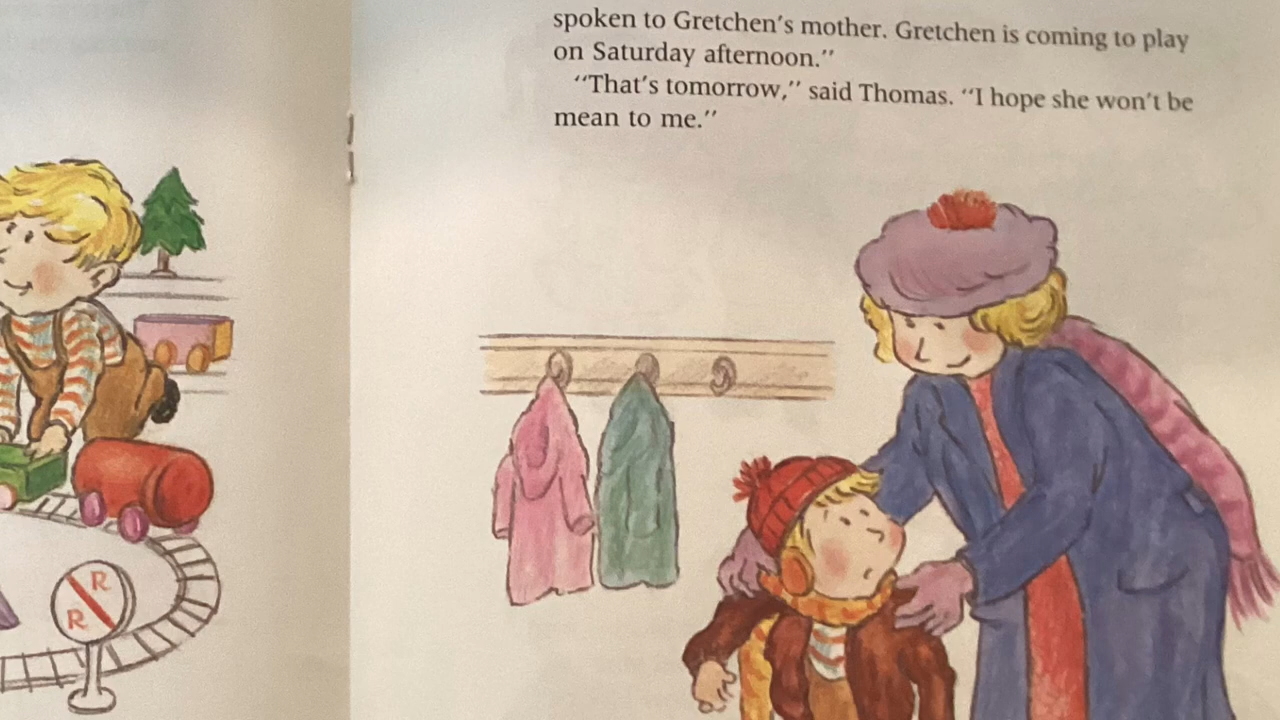 spoken to Gretchen's mother. Gretchen is coming to play
on Saturday afternoon."
"That's tomorrow," said Thomas. "I hope she won't be
mean to me."
R
R